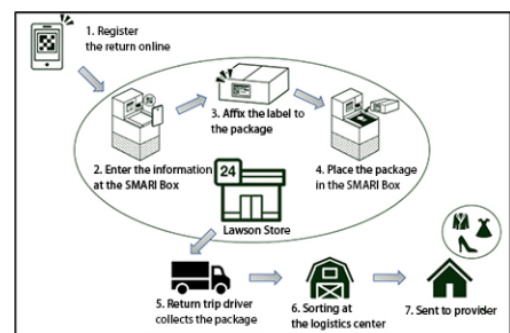 1. Register
the return online
2. Enter the information
at the SMARI Box
3. Affix the label to
the package
4. Place the package
in the SMARI Box
24
Lawson Store
5. Return trip driver
collects the package
6. Sorting at
the logistics center
7. Sent to provider